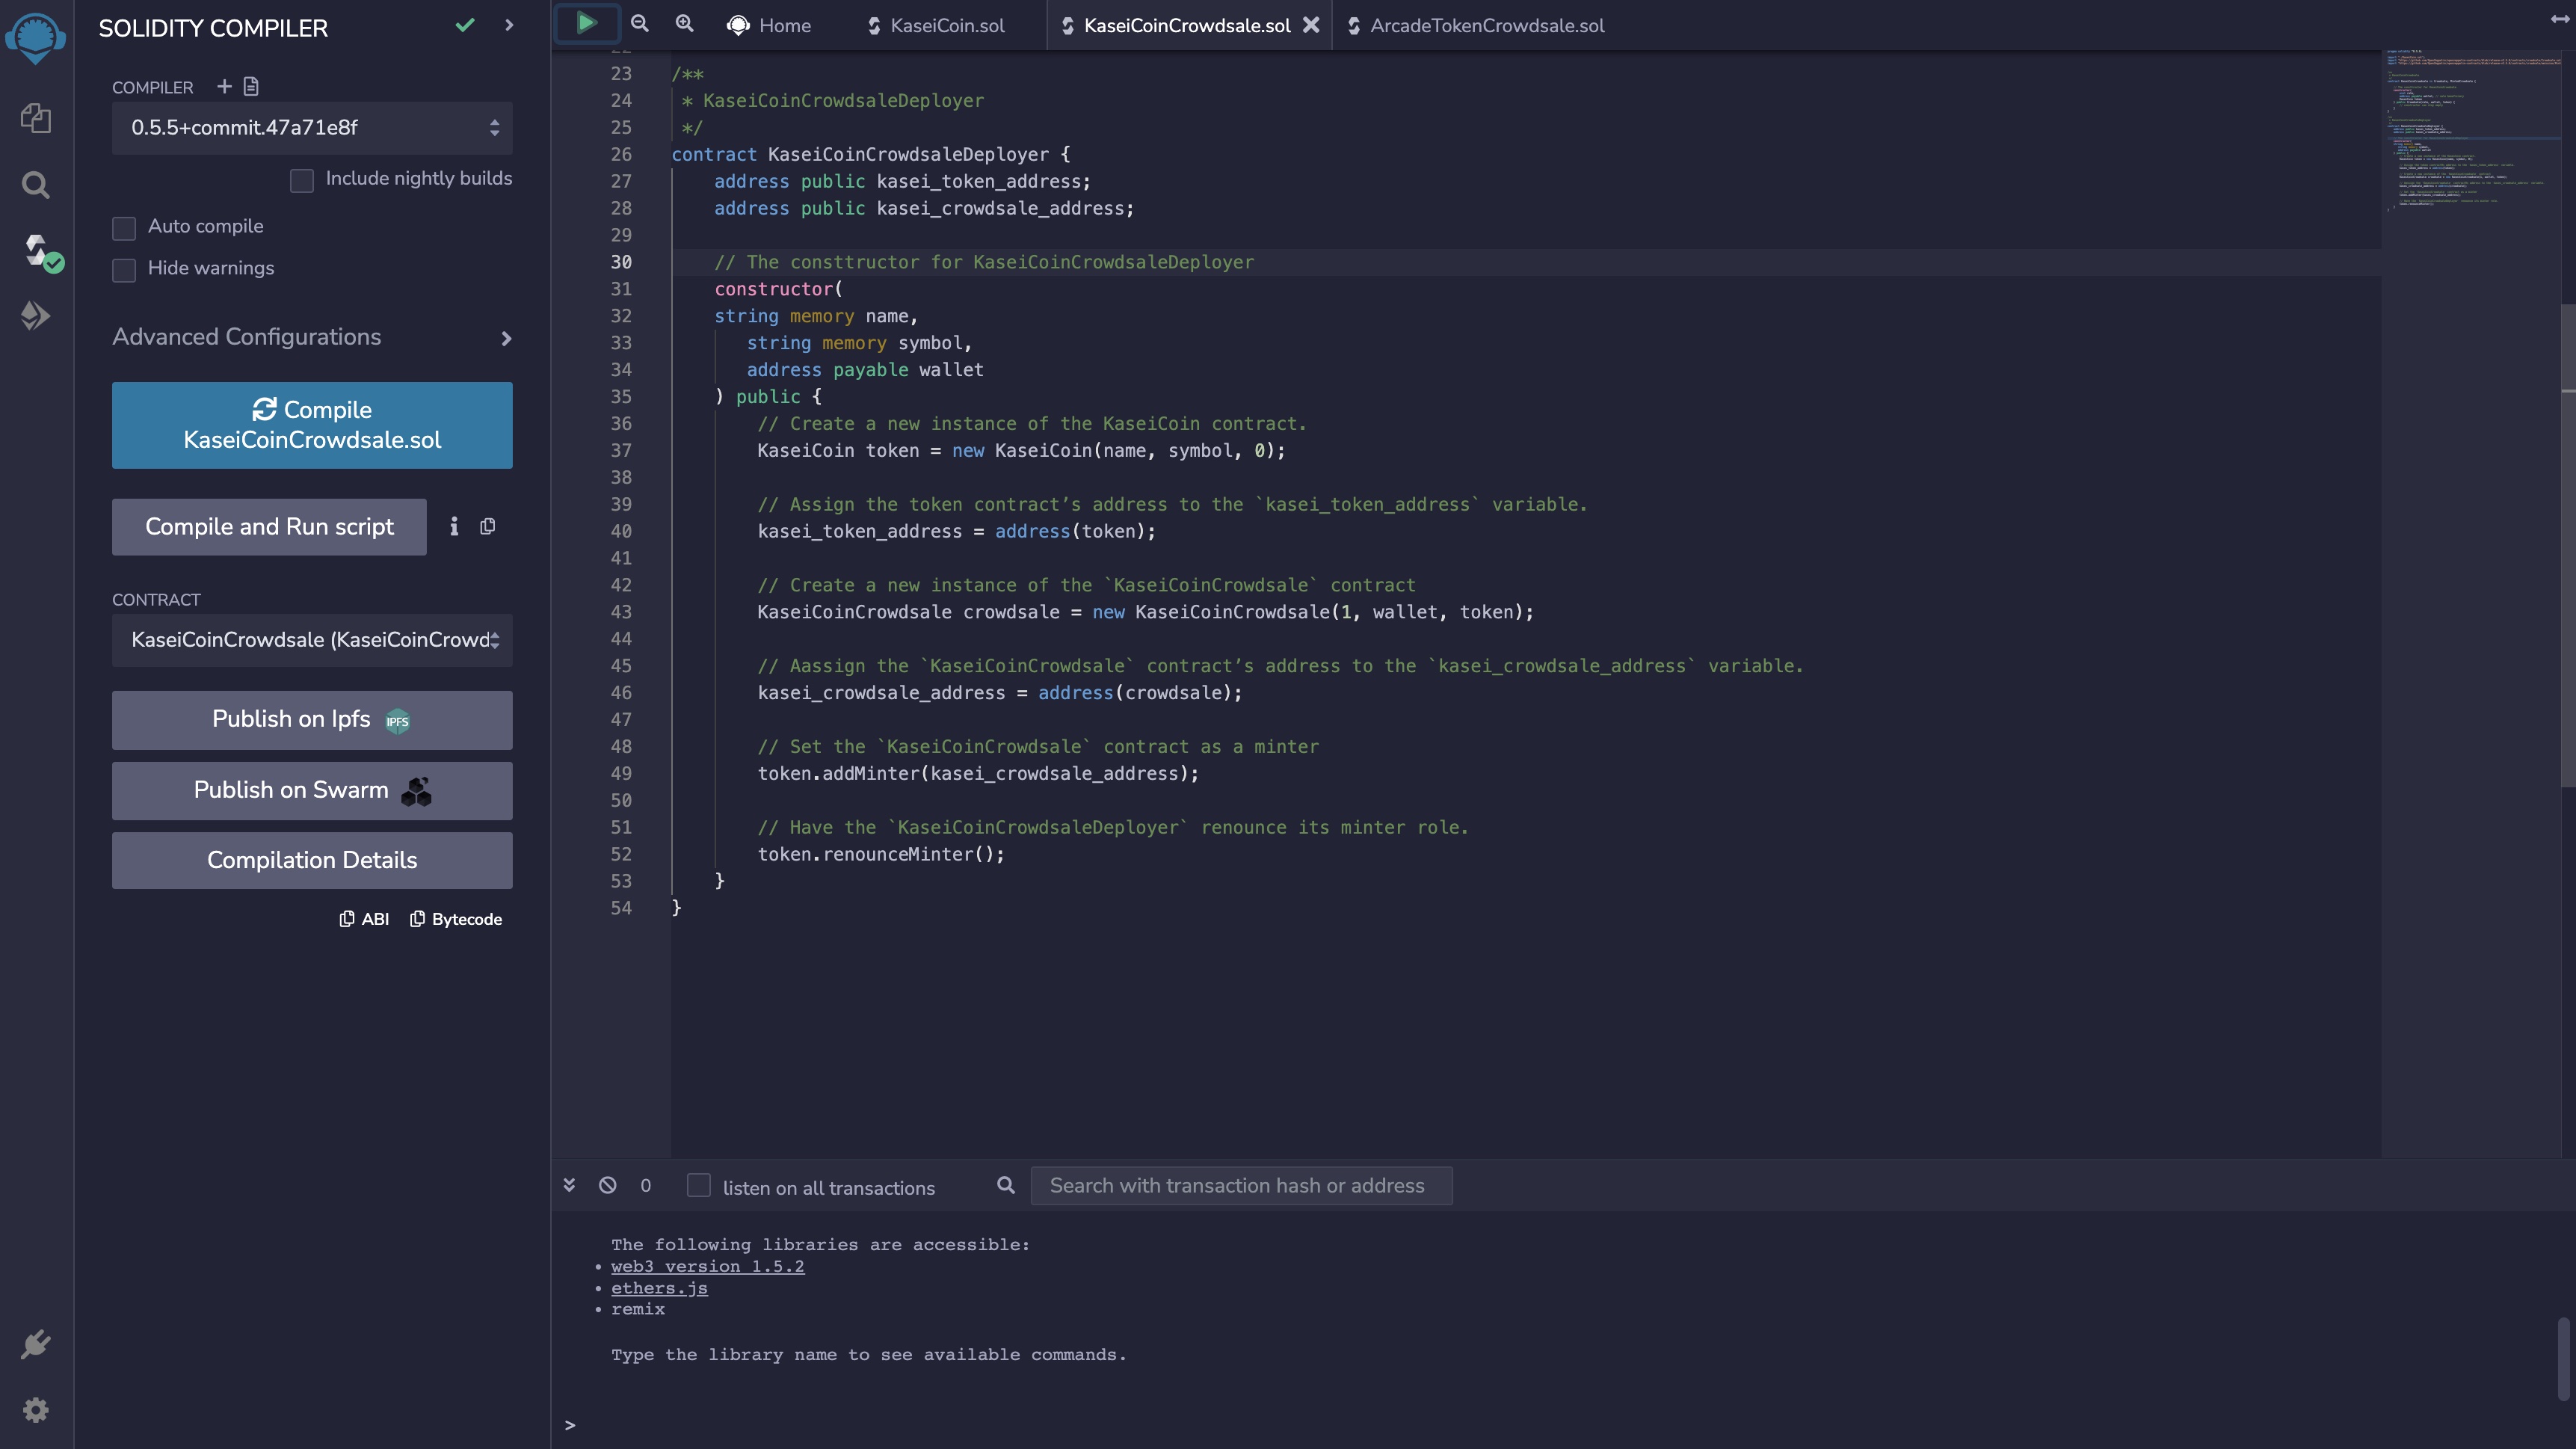 SOLIDITY COMPILER
COMPILER
0.5.5+commit.47a71e8f
Include nightly builds
Auto compile
Hide warnings
Advanced Configurations
Compile
KaseiCoinCrowdsale.sol
Compile and Run script
CONTRACT
KaseiCoinCrowdsale (KaseiCoinCrowd
Publish on Ipfs IPFS
Publish on Swarm
Compilation Details
ABI Bytecode
Home KaseiCoin.sol KaseiCoinCrowdsale.sol ArcadeTokenCrowdsale.sol
23 /**
24 * KaseiCoinCrowdsaleDeployer
25 */
26 contract KaseiCoinCrowdsaleDeployer {
27 address public kasei_token_address;
28 address public kasei_crowdsale_address;
29
30 // The consttructor for KaseiCoinCrowdsaleDeployer
31 constructor(
32 string memory name,
33 string memory symbol,
34 address payable wallet
35 ) public {
36 // Create a new instance of the KaseiCoin contract.
37 KaseiCoin token = new KaseiCoin(name, symbol, 0);
38
39 // Assign the token contract’s address to the `kasei_token_address` variable.
40 kasei_token_address = address(token);
41
42 // Create a new instance of the `KaseiCoinCrowdsale` contract
43 KaseiCoinCrowdsale crowdsale = new KaseiCoinCrowdsale(1, wallet, token);
44
45 // Aassign the `KaseiCoinCrowdsale` contract’s address to the `kasei_crowdsale_address` variable.
46 kasei_crowdsale_address = address(crowdsale);
47
48 // Set the `KaseiCoinCrowdsale` contract as a minter
49 token.addMinter(kasei_crowdsale_address);
50
51 // Have the `KaseiCoinCrowdsaleDeployer` renounce its minter role.
52 token.renounceMinter();
53 }
54 }
0 listen on all transactions Search with transaction hash or address
The following libraries are accessible:
• web3 version 1.5.2
• ethers.js
• remix
Type the library name to see available commands.
>